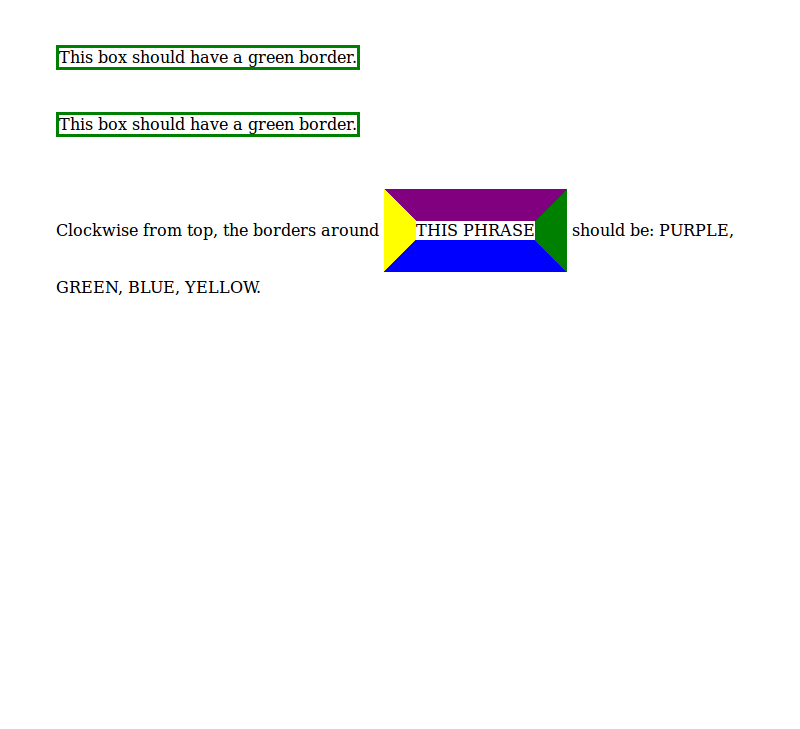 This box should have a green border.
This box should have a green border.
Clockwise from top, the borders around THIS PHRASE should be: PURPLE,
GREEN, BLUE, YELLOW.